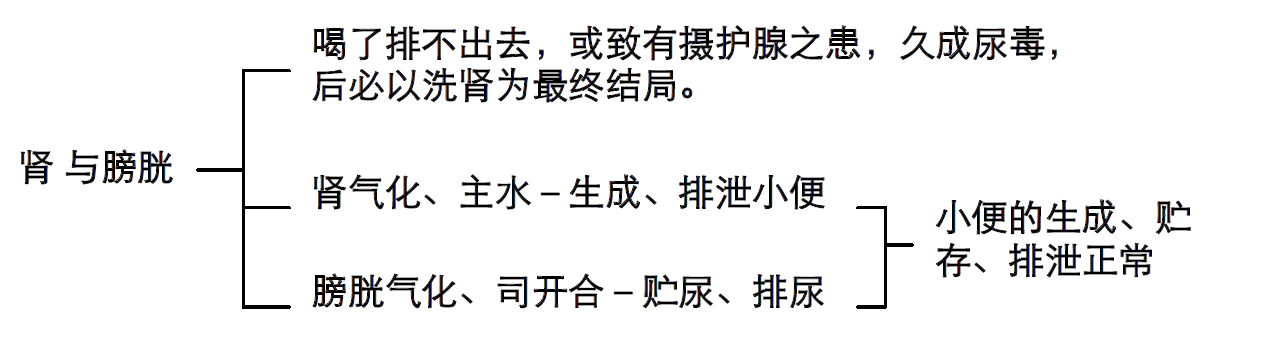 喝了排不出去，或致有摄护腺之患，久成尿毒，
后必以洗肾为最终结局。
肾 与膀胱
肾气化、主水－生成、排泄小便
膀胱气化、司开合－贮尿、排尿
小便的生成、贮
存、排泄正常